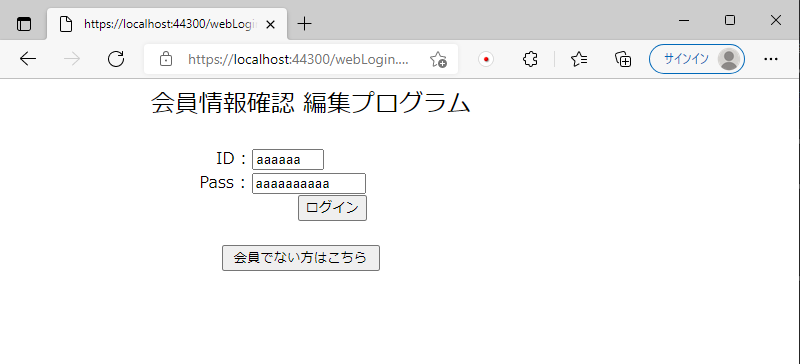 https://localhost:44300/webLogin
https://localhost:44300/webLogin....
サインイン
会員情報確認 編集プログラム
ID : aaaaaa
Pass : aaaaaaaaaa
ログイン
会員でない方はこちら